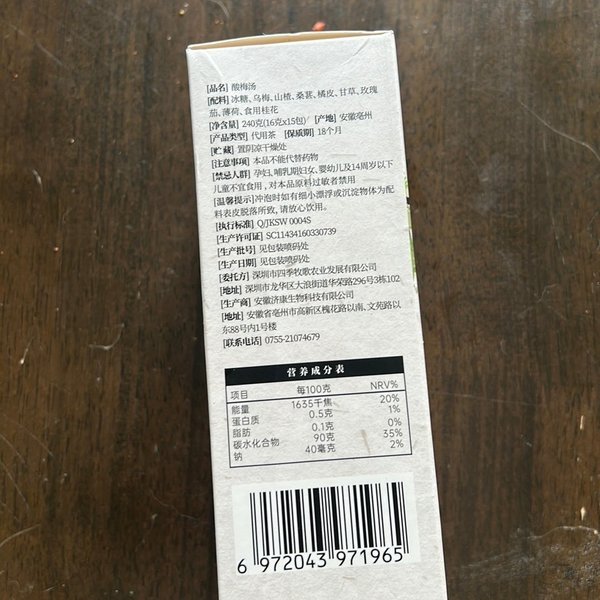 [品名] 酸梅汤
[配料] 冰糖、乌梅、山楂、桑葚、橘皮、甘草、玫瑰
茄、薄荷、食用桂花
[净含量] 240克(16克x15包) [产地] 安徽亳州
[产品类型] 代用茶 [保质期] 18个月
[贮藏] 置阴凉干燥处
[注意事项] 本品不能代替药物
[禁忌人群] 孕妇、哺乳期妇女、婴幼儿及14周岁以下
儿童不宜食用，对本品原料过敏者禁用
[温馨提示] 冲泡时如有细小漂浮或沉淀物体为配
料表皮脱落所致，请放心饮用。
[执行标准] Q/JKSW 0004S
[生产许可证] SC11434160330739
[生产批号] 见包装喷码处
[生产日期] 见包装喷码处
[委托方] 深圳市四季牧歌农业发展有限公司
[地址] 深圳市龙华区大浪街道华荣路296号3栋102
[生产商] 安徽济康生物科技有限公司
[地址] 安徽省亳州市高新区槐花路以南、文苑路以
东88号内1号楼
[联系电话] 0755-21074679
营养成分表
项目 每100克 NRV%
能量 1635千焦 20%
蛋白质 0.5克 1%
脂肪 0.1克 0%
碳水化合物 90克 35%
钠 40毫克 2%
6 972043 971965